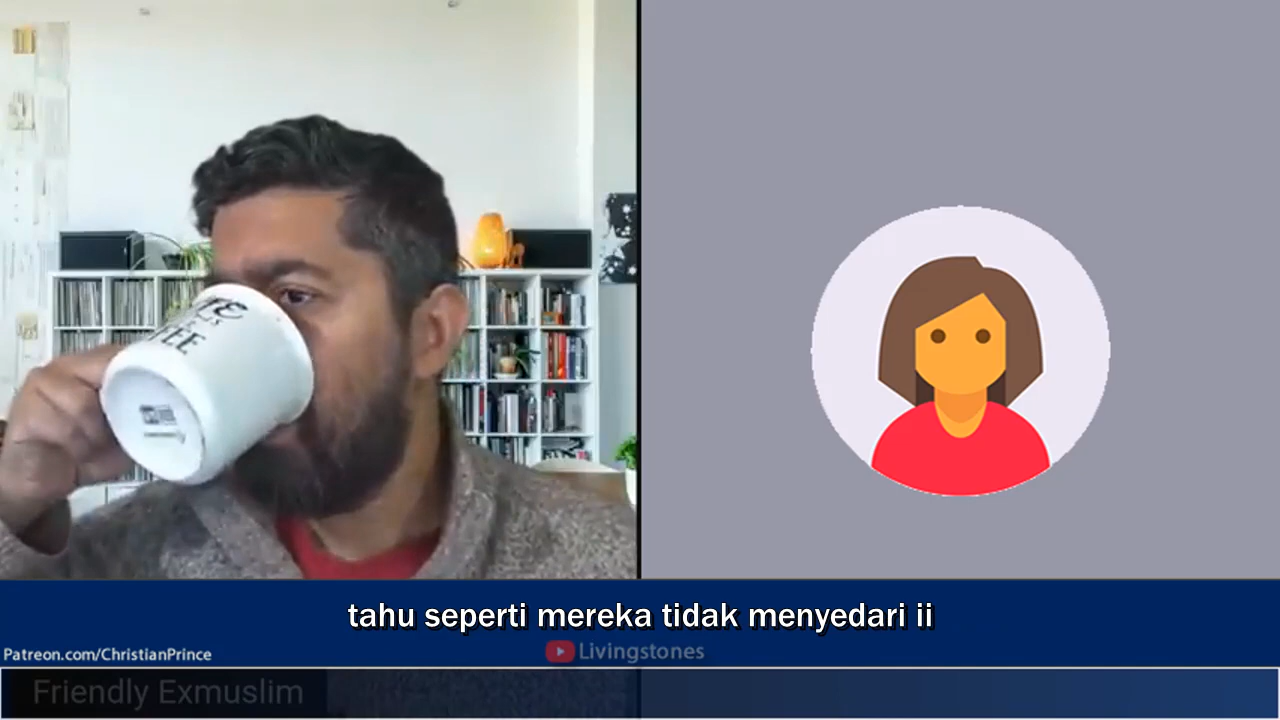 tahu seperti mereka tidak menyedari ii
Patreon.com/ChristianPrince
Livingstones
Friendly Exmuslim